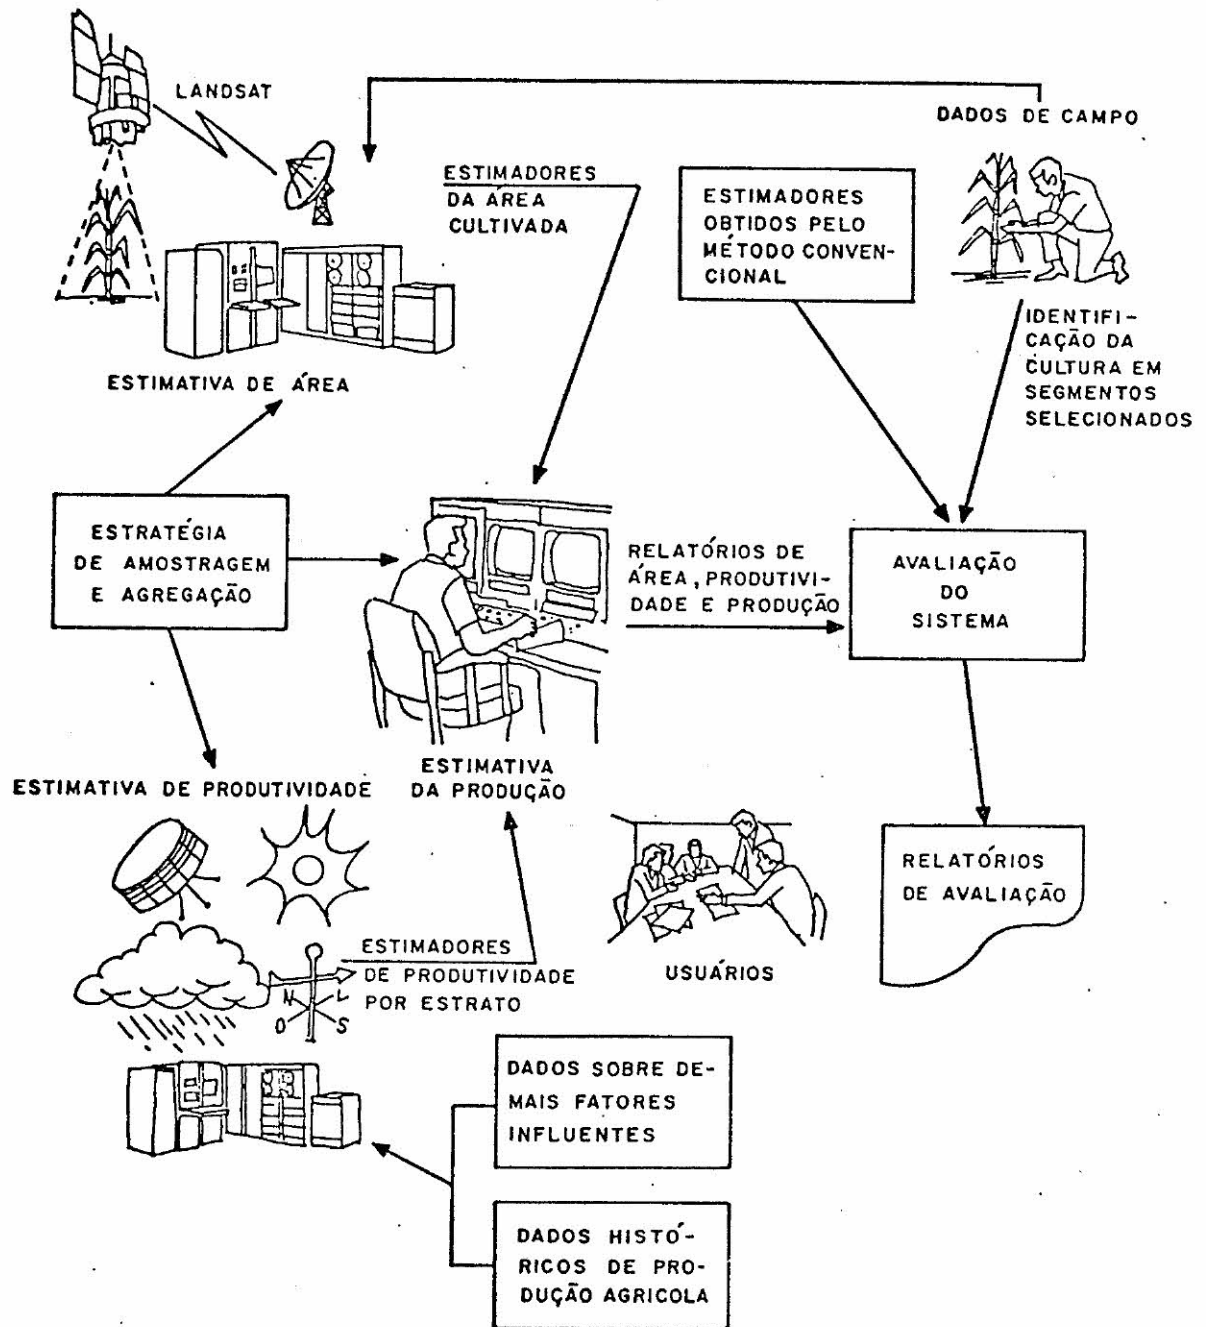 LANDSAT
DADOS DE CAMPO
ESTIMADORES
DA ÁREA
CULTIVADA
ESTIMADORES
OBTIDOS PELO
MÉTODO CONVEN-
CIONAL
IDENTIFI-
CAÇÃO DA
CULTURA EM
SEGMENTOS
SELECIONADOS
ESTIMATIVA DE ÁREA
ESTRATÉGIA
DE AMOSTRAGEM
E AGREGAÇÃO
RELATÓRIOS DE
ÁREA, PRODUTIVI-
DADE E PRODUÇÃO
AVALIAÇÃO
DO
SISTEMA
ESTIMATIVA DE PRODUTIVIDADE
ESTIMATIVA
DA PRODUÇÃO
RELATÓRIOS
DE AVALIAÇÃO
USUÁRIOS
ESTIMADORES
DE PRODUTIVIDADE
POR ESTRATO
N L
O S
DADOS SOBRE DE-
MAIS FATORES
INFLUENTES
DADOS HISTÓ-
RICOS DE PRO-
DUÇÃO AGRICOLA